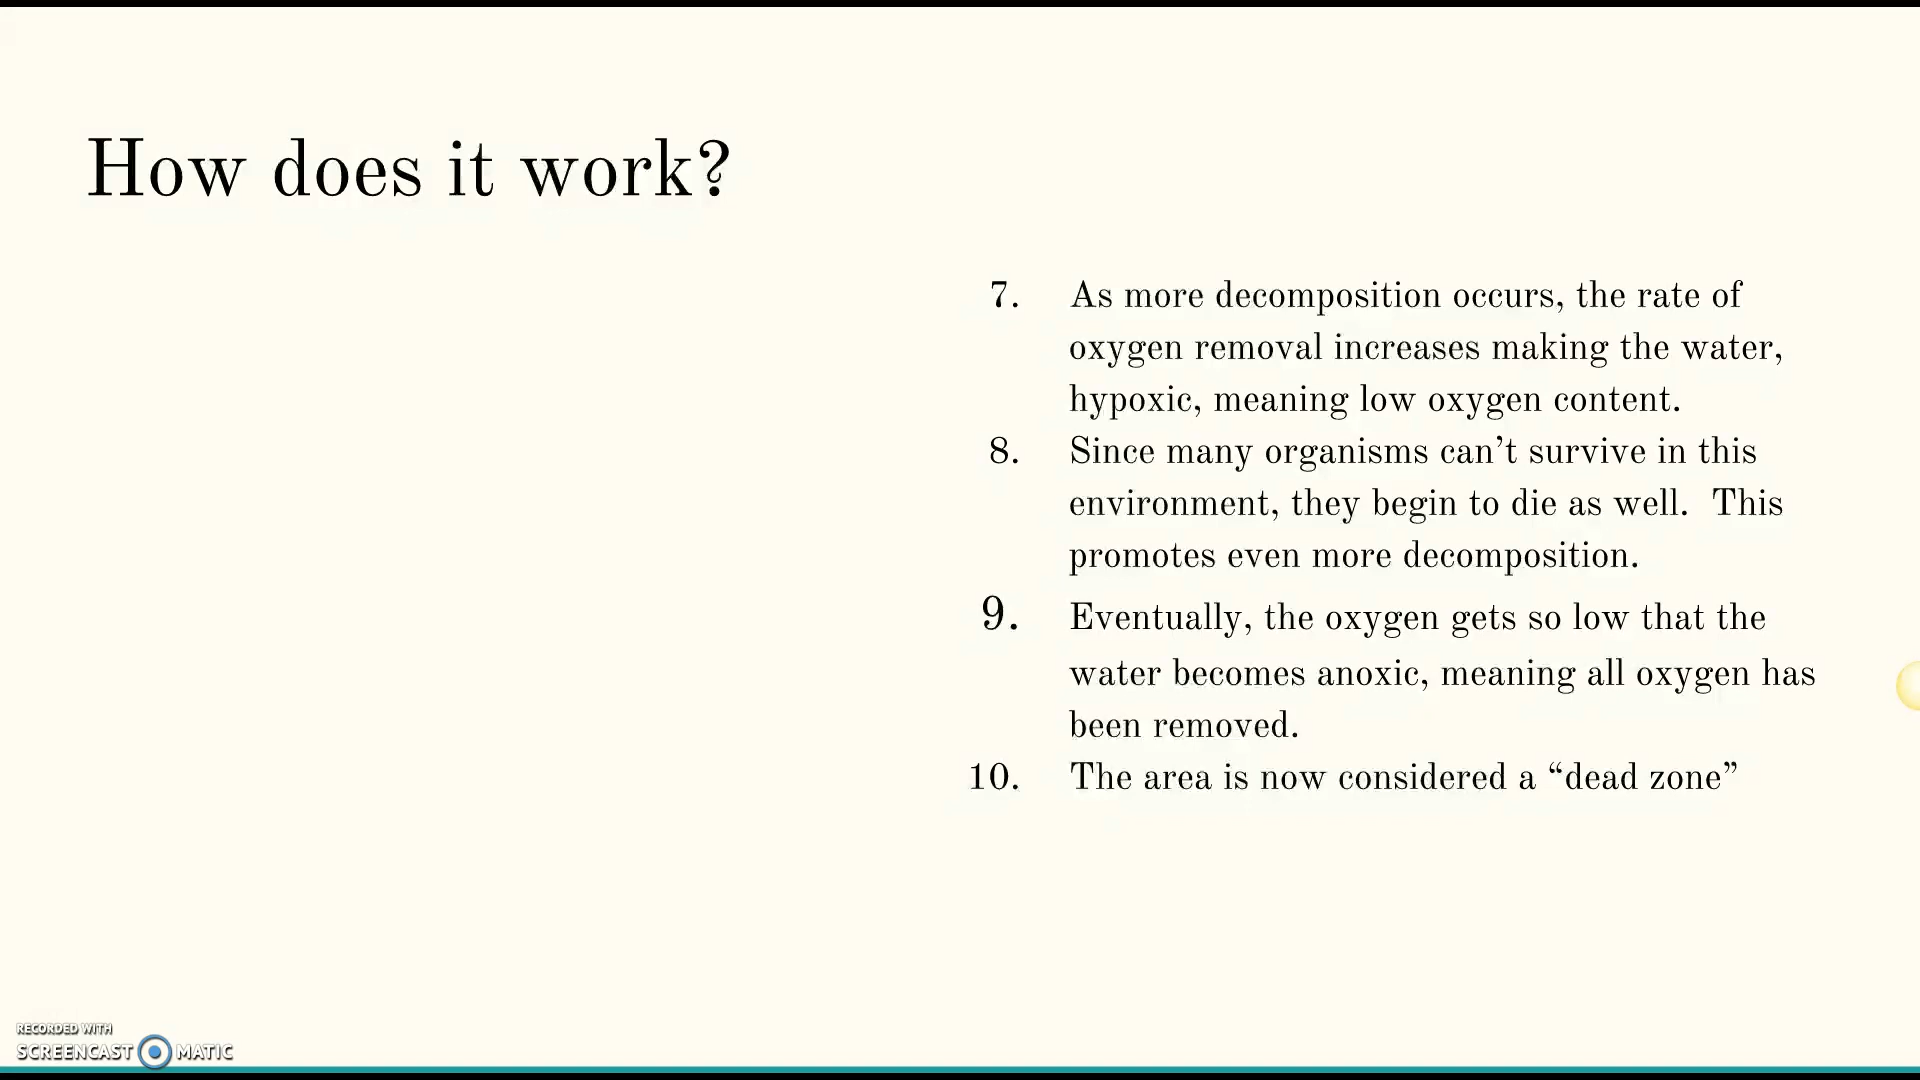 How does it work?
7. As more decomposition occurs, the rate of
oxygen removal increases making the water,
hypoxic, meaning low oxygen content.
8. Since many organisms can’t survive in this
environment, they begin to die as well.  This
promotes even more decomposition.
9. Eventually, the oxygen gets so low that the
water becomes anoxic, meaning all oxygen has
been removed.
10. The area is now considered a “dead zone”
RECORDED WITH
SCREENCAST MATIC